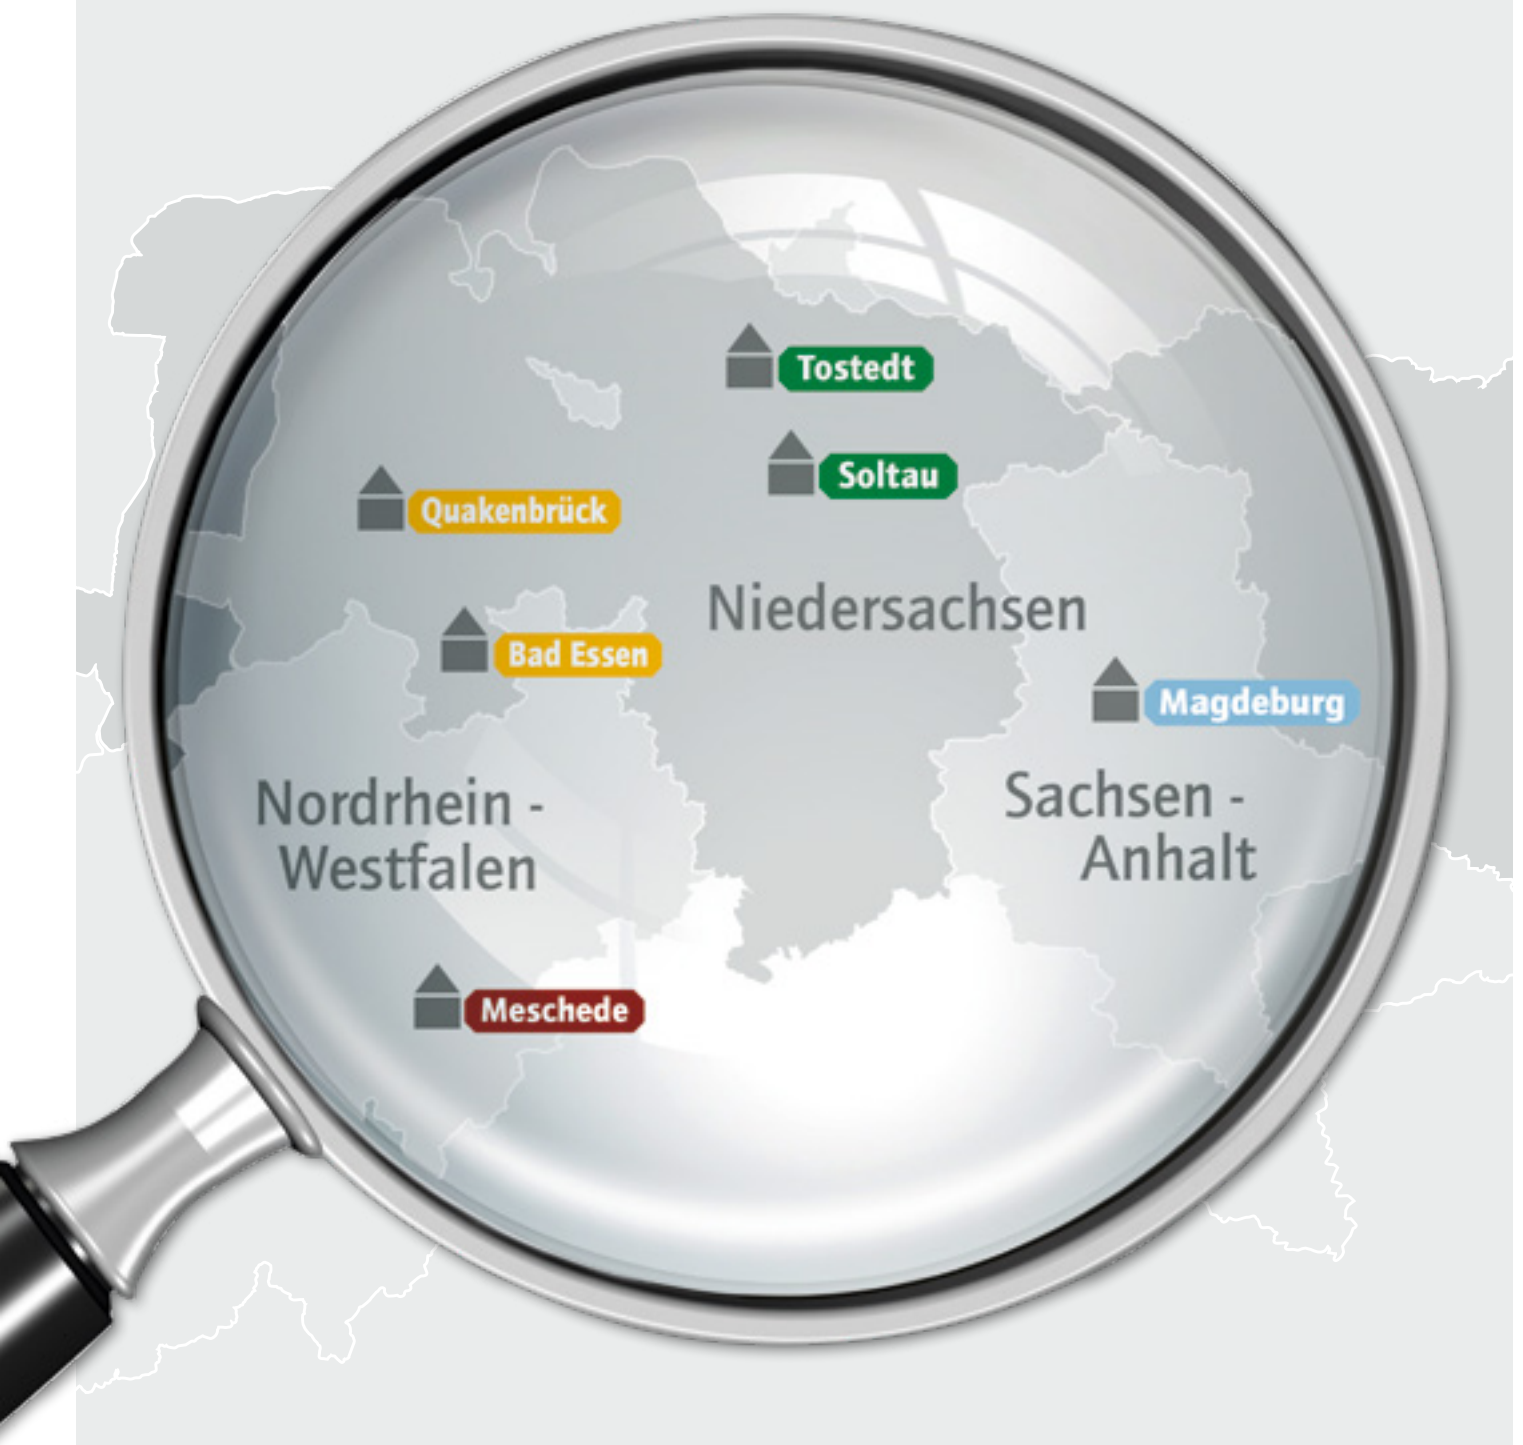 Tostedt
Soltau
Quakenbrück
Niedersachsen
Bad Essen
Magdeburg
Nordrhein -
Westfalen
Sachsen -
Anhalt
Meschede